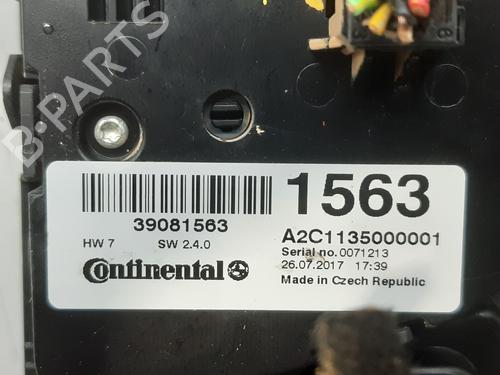 B-PARTS
8
1563
39081563
HW 7 SW 2.4.0
A2C1135000001
Serial no.0071213
26.07.2017 17:39
Continental
Made in Czech Republic